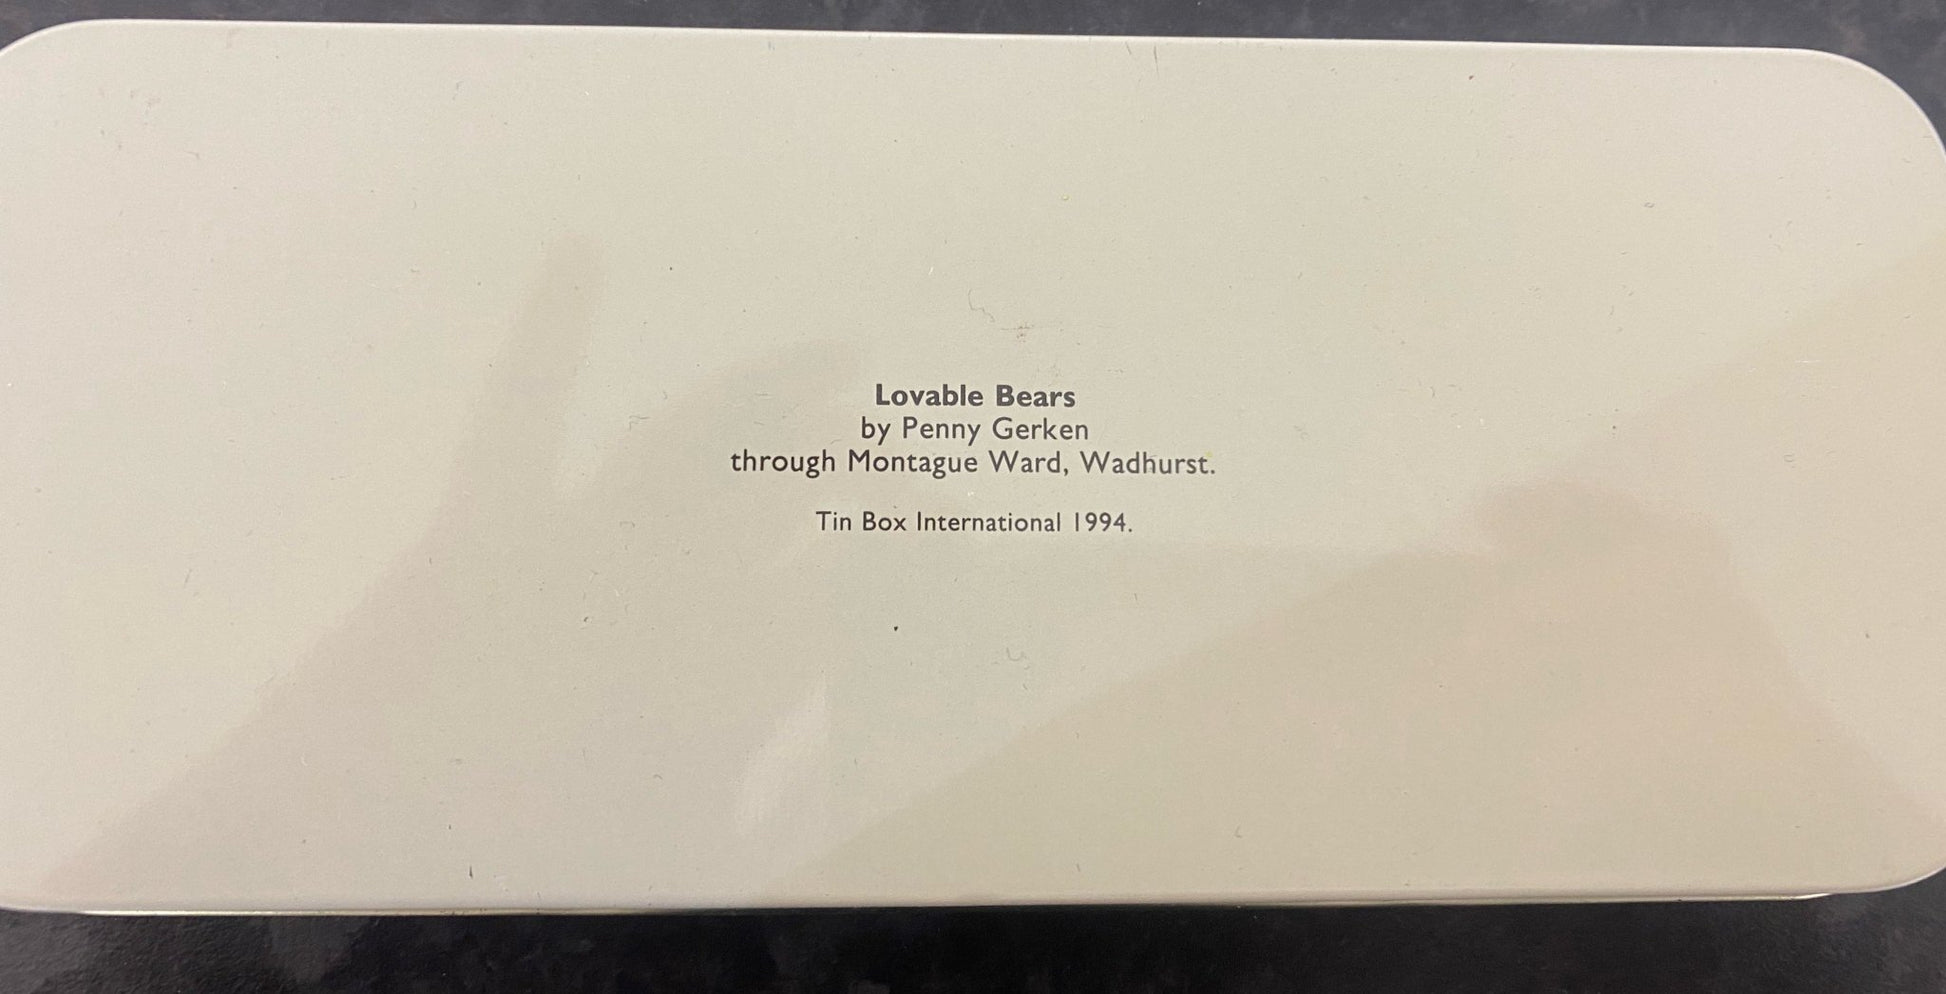 Lovable Bears
by Penny Gerken
through Montague Ward, Wadhurst.
Tin Box International 1994.